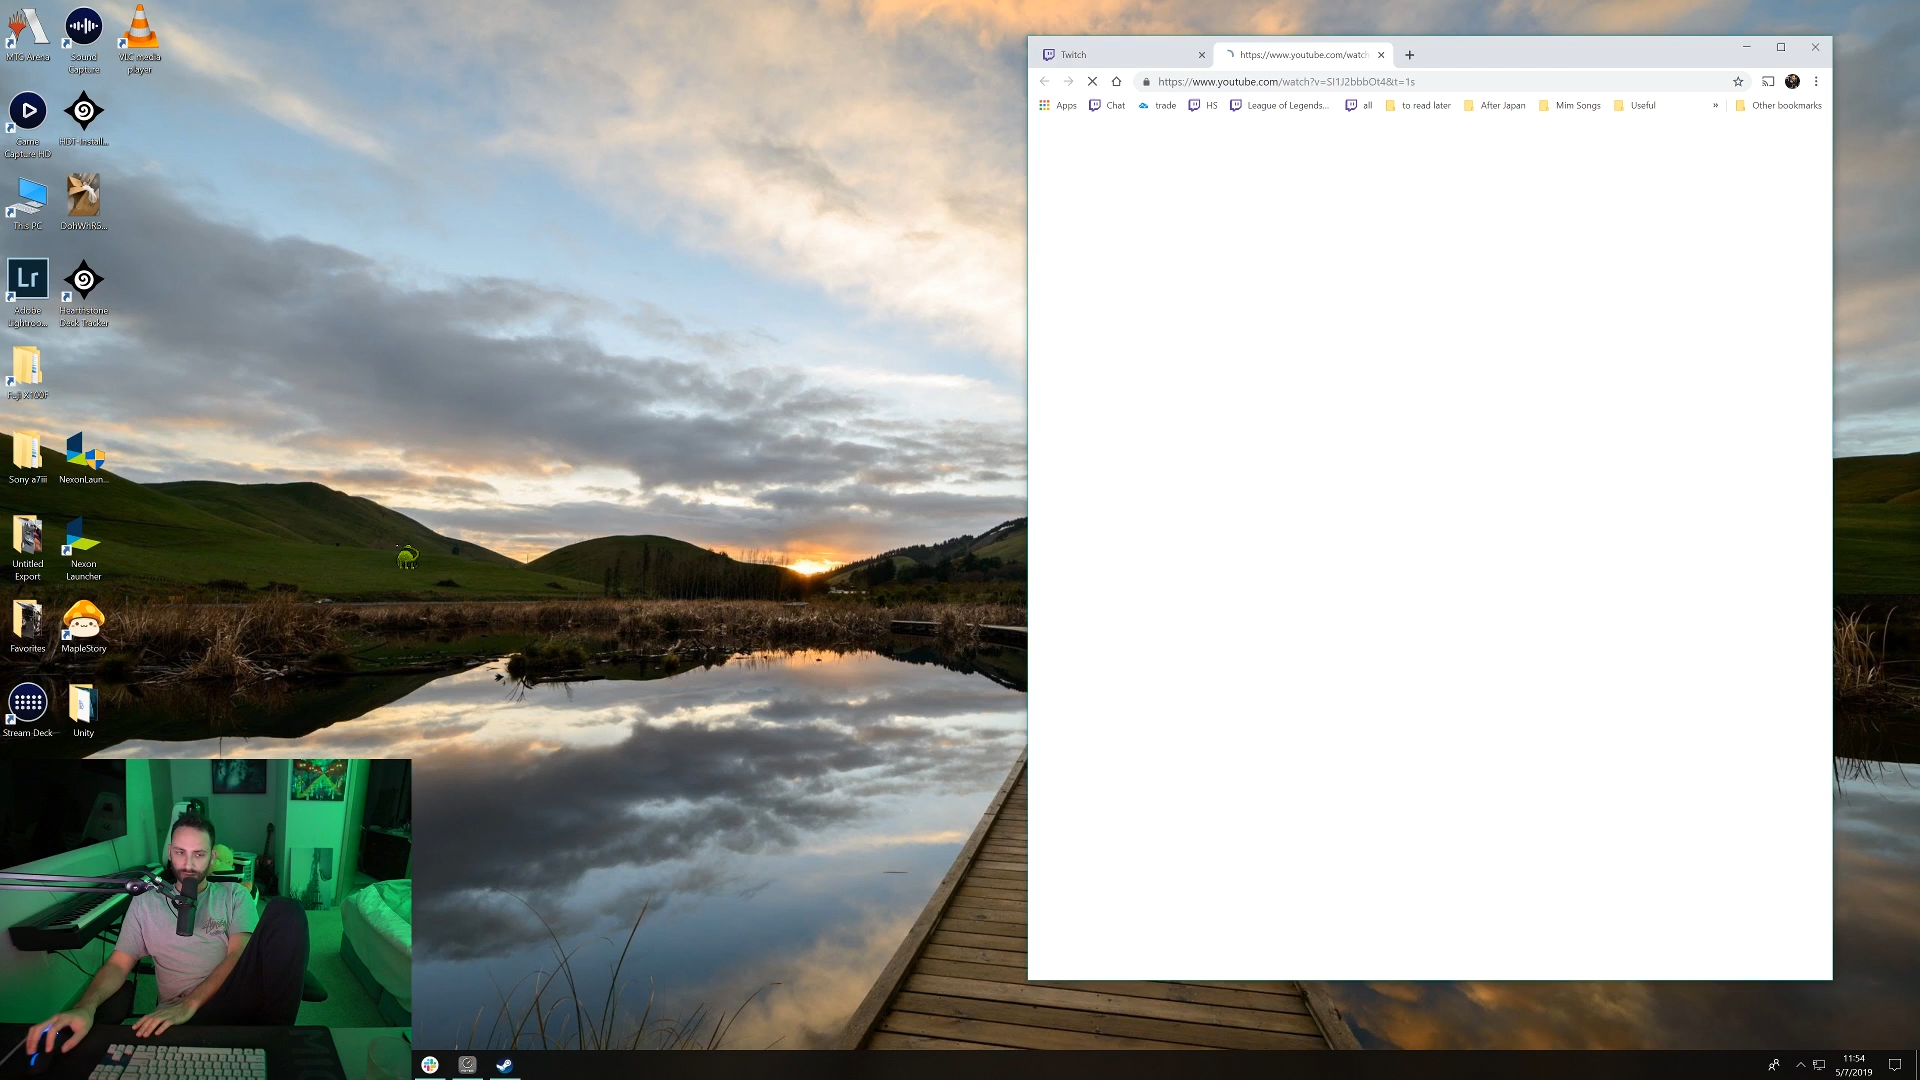 MTG Arena
Sound
Capture
VLC media
player
Game
Capture HD
HDT-Install...
This PC
DohWhR5...
Adobe
Lightroo...
Hearthstone
Deck Tracker
Fuji X100F
Sony a7iii
NexonLaun...
Untitled
Export
Nexon
Launcher
Favorites
MapleStory
Stream Deck
Unity
Lr
Twitch
https://www.youtube.com/watch
https://www.youtube.com/watch?v=SI1J2bbbOt4&t=1s
Apps
Chat
trade
HS
League of Legends...
all
to read later
After Japan
Mim Songs
Useful
»
Other bookmarks
11:54
5/7/2019